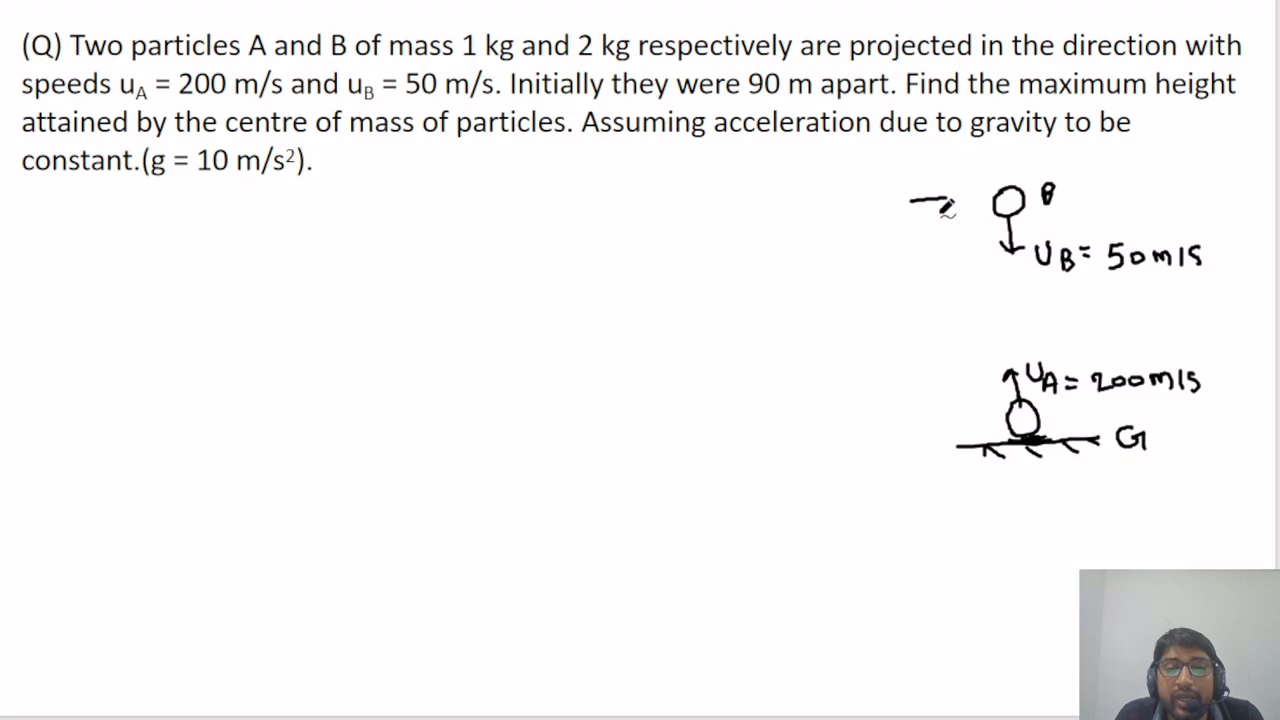 (Q) Two particles A and B of mass 1 kg and 2 kg respectively are projected in the direction with
speeds u_A = 200 m/s and u_B = 50 m/s. Initially they were 90 m apart. Find the maximum height
attained by the centre of mass of particles. Assuming acceleration due to gravity to be
constant.(g = 10 m/s²).
B
U_B = 50 m/s
U_A = 200 m/s
G